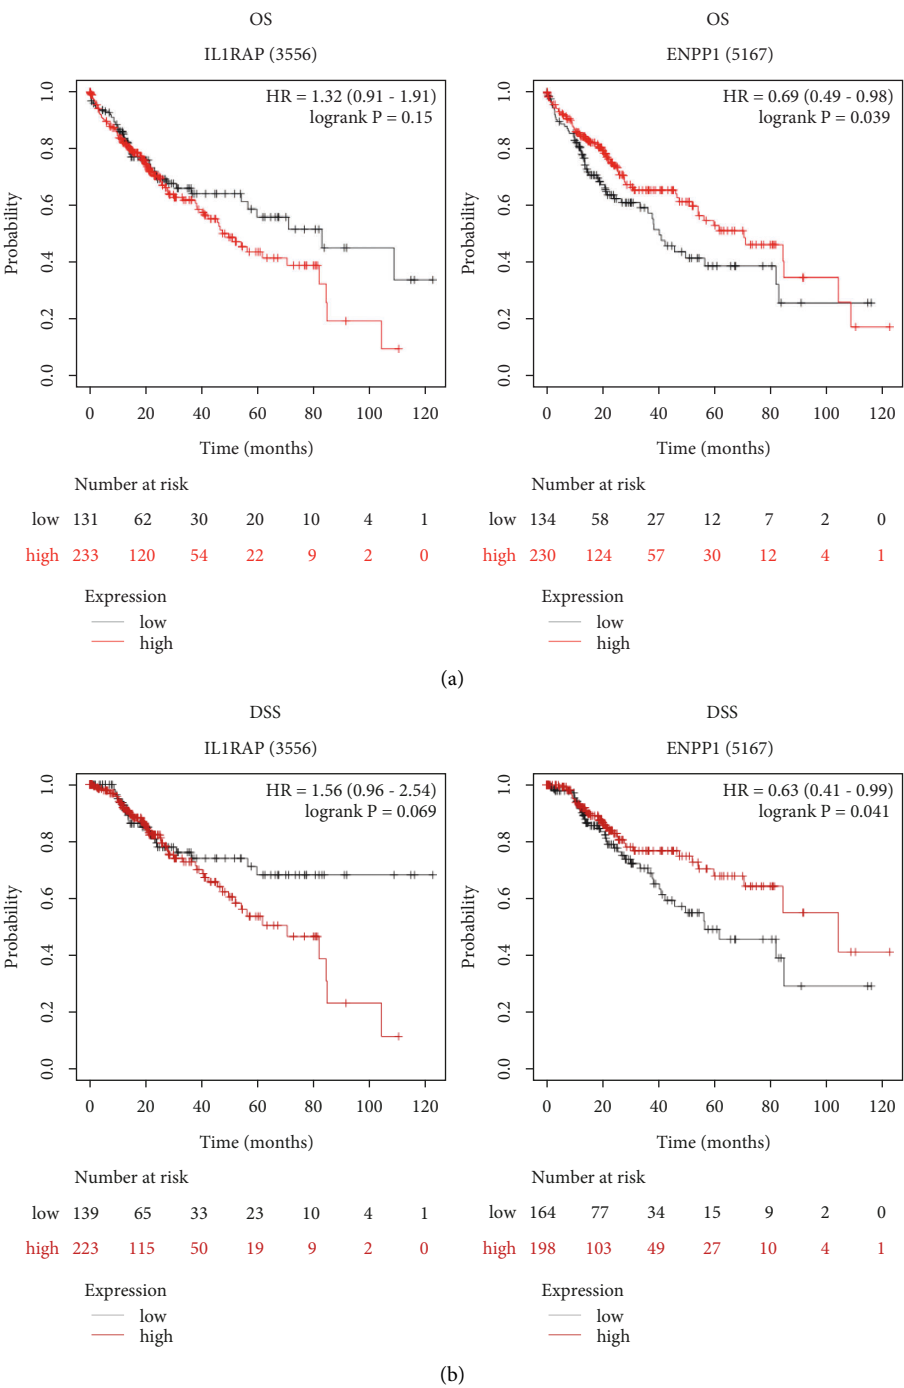 OS
IL1RAP (3556)
HR = 1.32 (0.91 - 1.91)
logrank P = 0.15
Probability
1.0
0.8
0.6
0.4
0.2
0.0
0 20 40 60 80 100 120
Time (months)
Number at risk
low 131 62 30 20 10 4 1
high 233 120 54 22 9 2 0
Expression
low
high
OS
ENPP1 (5167)
HR = 0.69 (0.49 - 0.98)
logrank P = 0.039
Probability
1.0
0.8
0.6
0.4
0.2
0.0
0 20 40 60 80 100 120
Time (months)
Number at risk
low 134 58 27 12 7 2 0
high 230 124 57 30 12 4 1
Expression
low
high
(a)
DSS
IL1RAP (3556)
HR = 1.56 (0.96 - 2.54)
logrank P = 0.069
Probability
1.0
0.8
0.6
0.4
0.2
0.0
0 20 40 60 80 100 120
Time (months)
Number at risk
low 139 65 33 23 10 4 1
high 223 115 50 19 9 2 0
Expression
low
high
DSS
ENPP1 (5167)
HR = 0.63 (0.41 - 0.99)
logrank P = 0.041
Probability
1.0
0.8
0.6
0.4
0.2
0.0
0 20 40 60 80 100 120
Time (months)
Number at risk
low 164 77 34 15 9 2 0
high 198 103 49 27 10 4 1
Expression
low
high
(b)